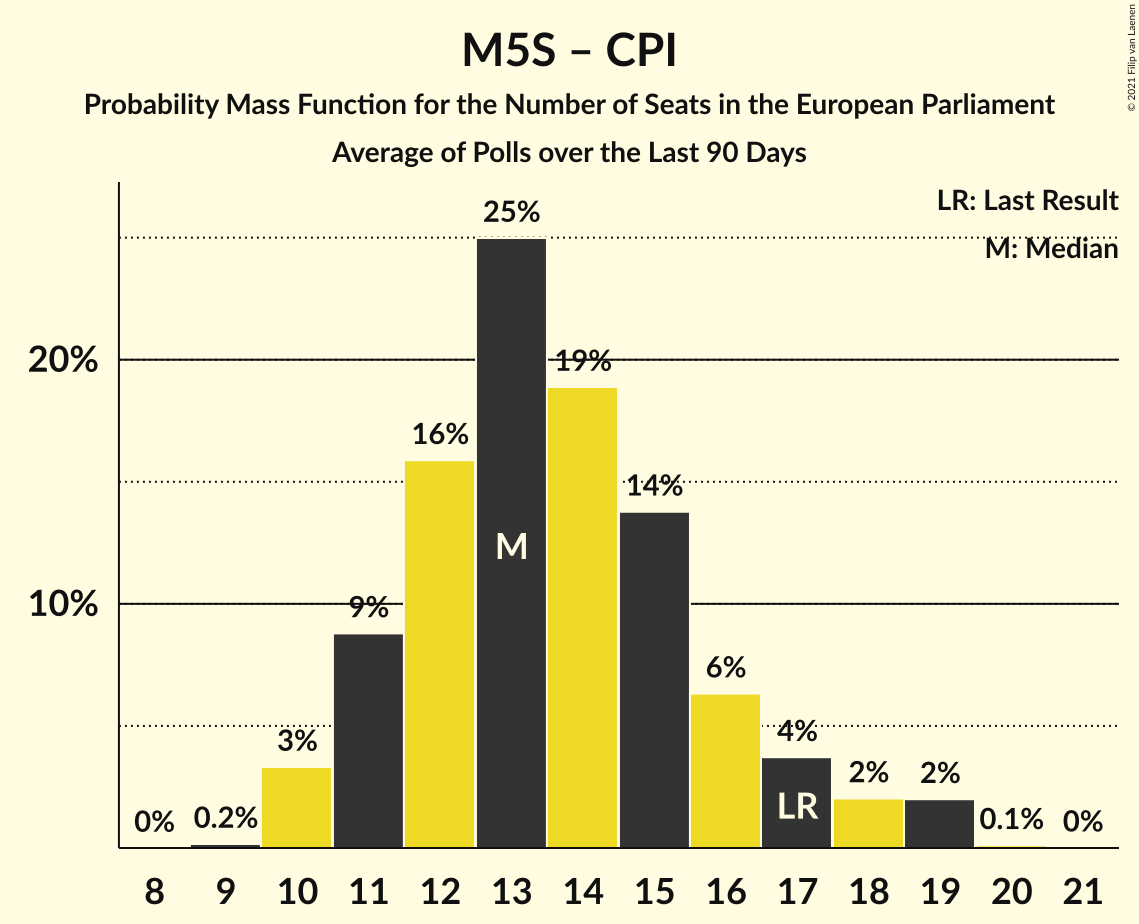 M5S – CPI
Probability Mass Function for the Number of Seats in the European Parliament
Average of Polls over the Last 90 Days
© 2021 Filip van Laenen
LR: Last Result
M: Median
25%
20%
19%
16%
14%
M
10%
9%
6%
4%
3%
2%
2%
LR
0%
0.2%
0.1%
0%
8 9 10 11 12 13 14 15 16 17 18 19 20 21